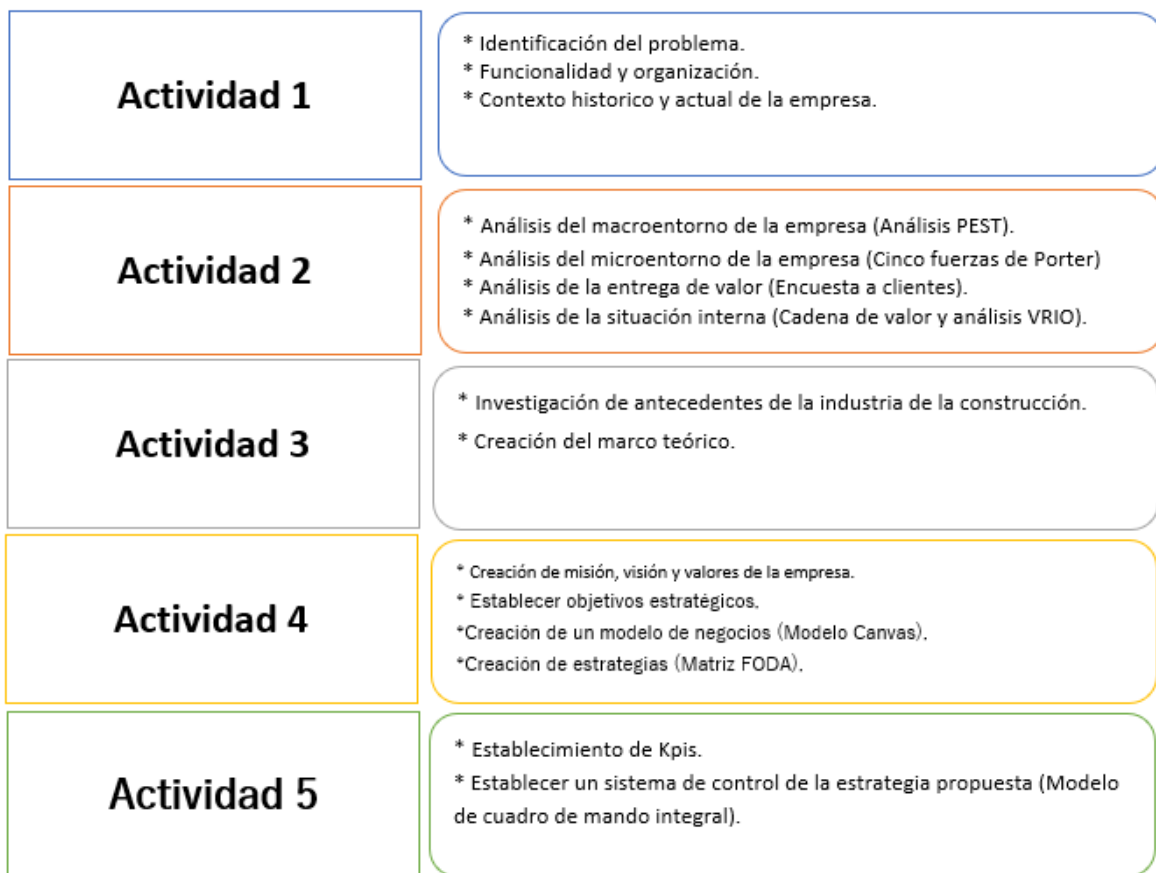 Actividad 1
* Identificación del problema.
* Funcionalidad y organización.
* Contexto historico y actual de la empresa.
Actividad 2
* Análisis del macroentorno de la empresa (Análisis PEST).
* Análisis del microentorno de la empresa (Cinco fuerzas de Porter)
* Análisis de la entrega de valor (Encuesta a clientes).
* Análisis de la situación interna (Cadena de valor y análisis VRIO).
Actividad 3
* Investigación de antecedentes de la industria de la construcción.
* Creación del marco teórico.
Actividad 4
* Creación de misión, visión y valores de la empresa.
* Establecer objetivos estratégicos.
*Creación de un modelo de negocios (Modelo Canvas).
*Creación de estrategias (Matriz FODA).
Actividad 5
* Establecimiento de Kpis.
* Establecer un sistema de control de la estrategia propuesta (Modelo
de cuadro de mando integral).